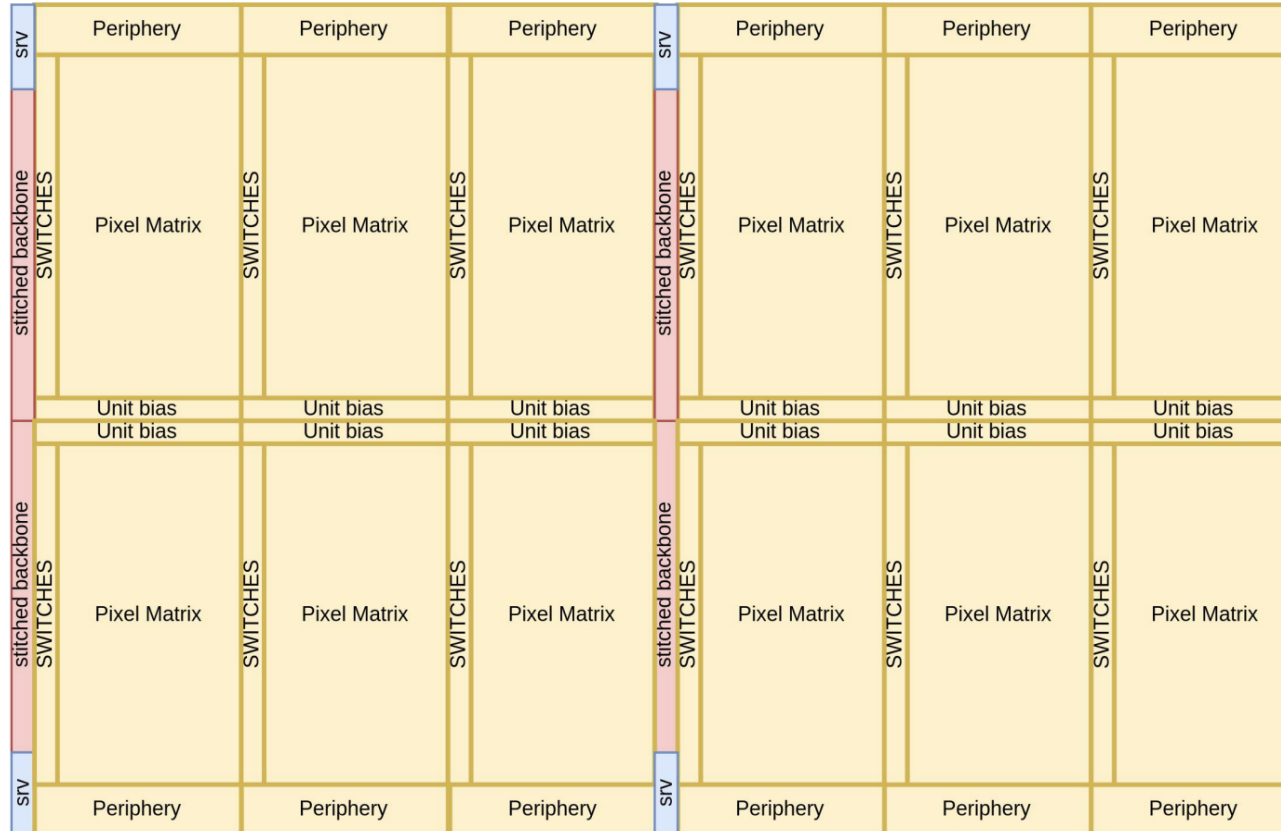 srv
Periphery
Periphery
Periphery
srv
Periphery
Periphery
Periphery
stitched backbone
SWITCHES
Pixel Matrix
SWITCHES
Pixel Matrix
SWITCHES
Pixel Matrix
stitched backbone
SWITCHES
Pixel Matrix
SWITCHES
Pixel Matrix
SWITCHES
Pixel Matrix
Unit bias
Unit bias
Unit bias
Unit bias
Unit bias
Unit bias
Unit bias
Unit bias
Unit bias
Unit bias
Unit bias
Unit bias
stitched backbone
SWITCHES
Pixel Matrix
SWITCHES
Pixel Matrix
SWITCHES
Pixel Matrix
stitched backbone
SWITCHES
Pixel Matrix
SWITCHES
Pixel Matrix
SWITCHES
Pixel Matrix
srv
Periphery
Periphery
Periphery
srv
Periphery
Periphery
Periphery